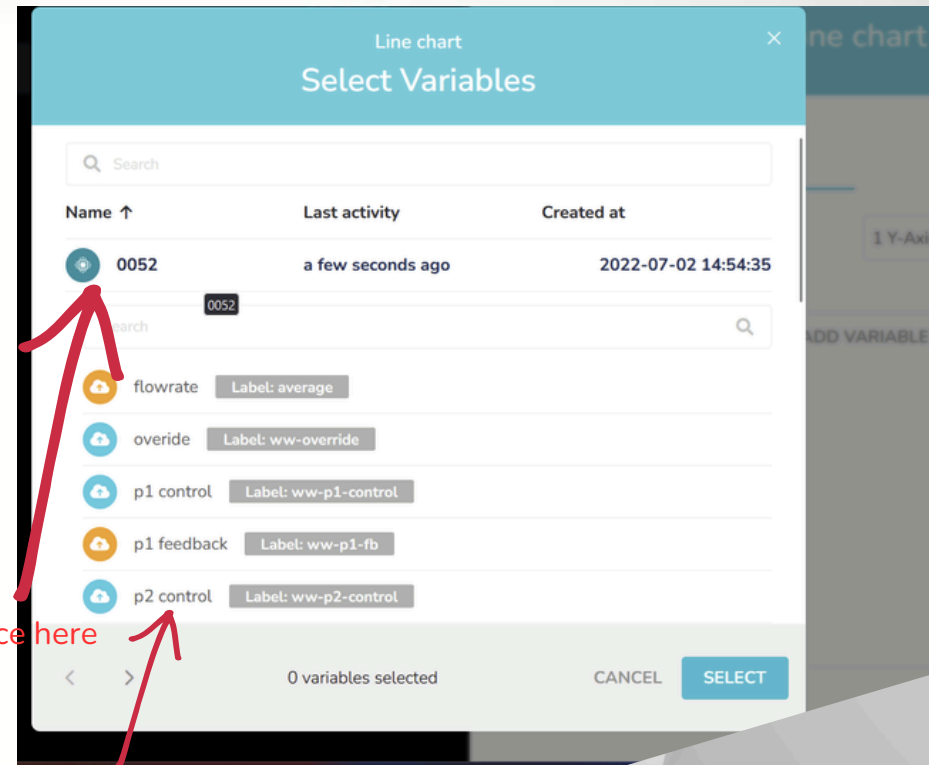 Line chart
Select Variables
ne chart
Search
Name ↑ Last activity Created at
1 Y-Axi
0052 a few seconds ago 2022-07-02 14:54:35
0052
earch
ADD VARIABLE
flowrate Label: average
overide Label: ww-override
p1 control Label: ww-p1-control
p1 feedback Label: ww-p1-fb
p2 control Label: ww-p2-control
ce here
0 variables selected CANCEL SELECT